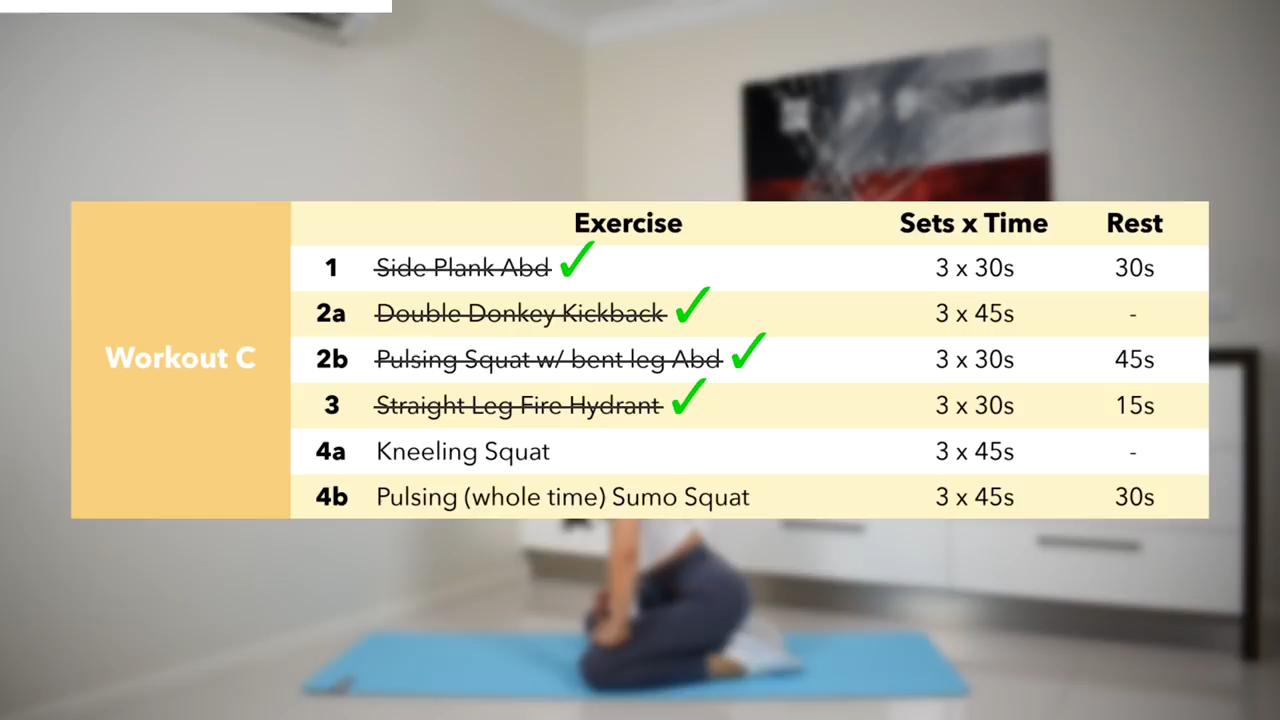 Exercise Sets x Time Rest
1 Side Plank Abd ✓ 3 x 30s 30s
2a Double Donkey Kickback ✓ 3 x 45s -
Workout C
2b Pulsing Squat w/ bent leg Abd ✓ 3 x 30s 45s
3 Straight Leg Fire Hydrant ✓ 3 x 30s 15s
4a Kneeling Squat 3 x 45s -
4b Pulsing (whole time) Sumo Squat 3 x 45s 30s